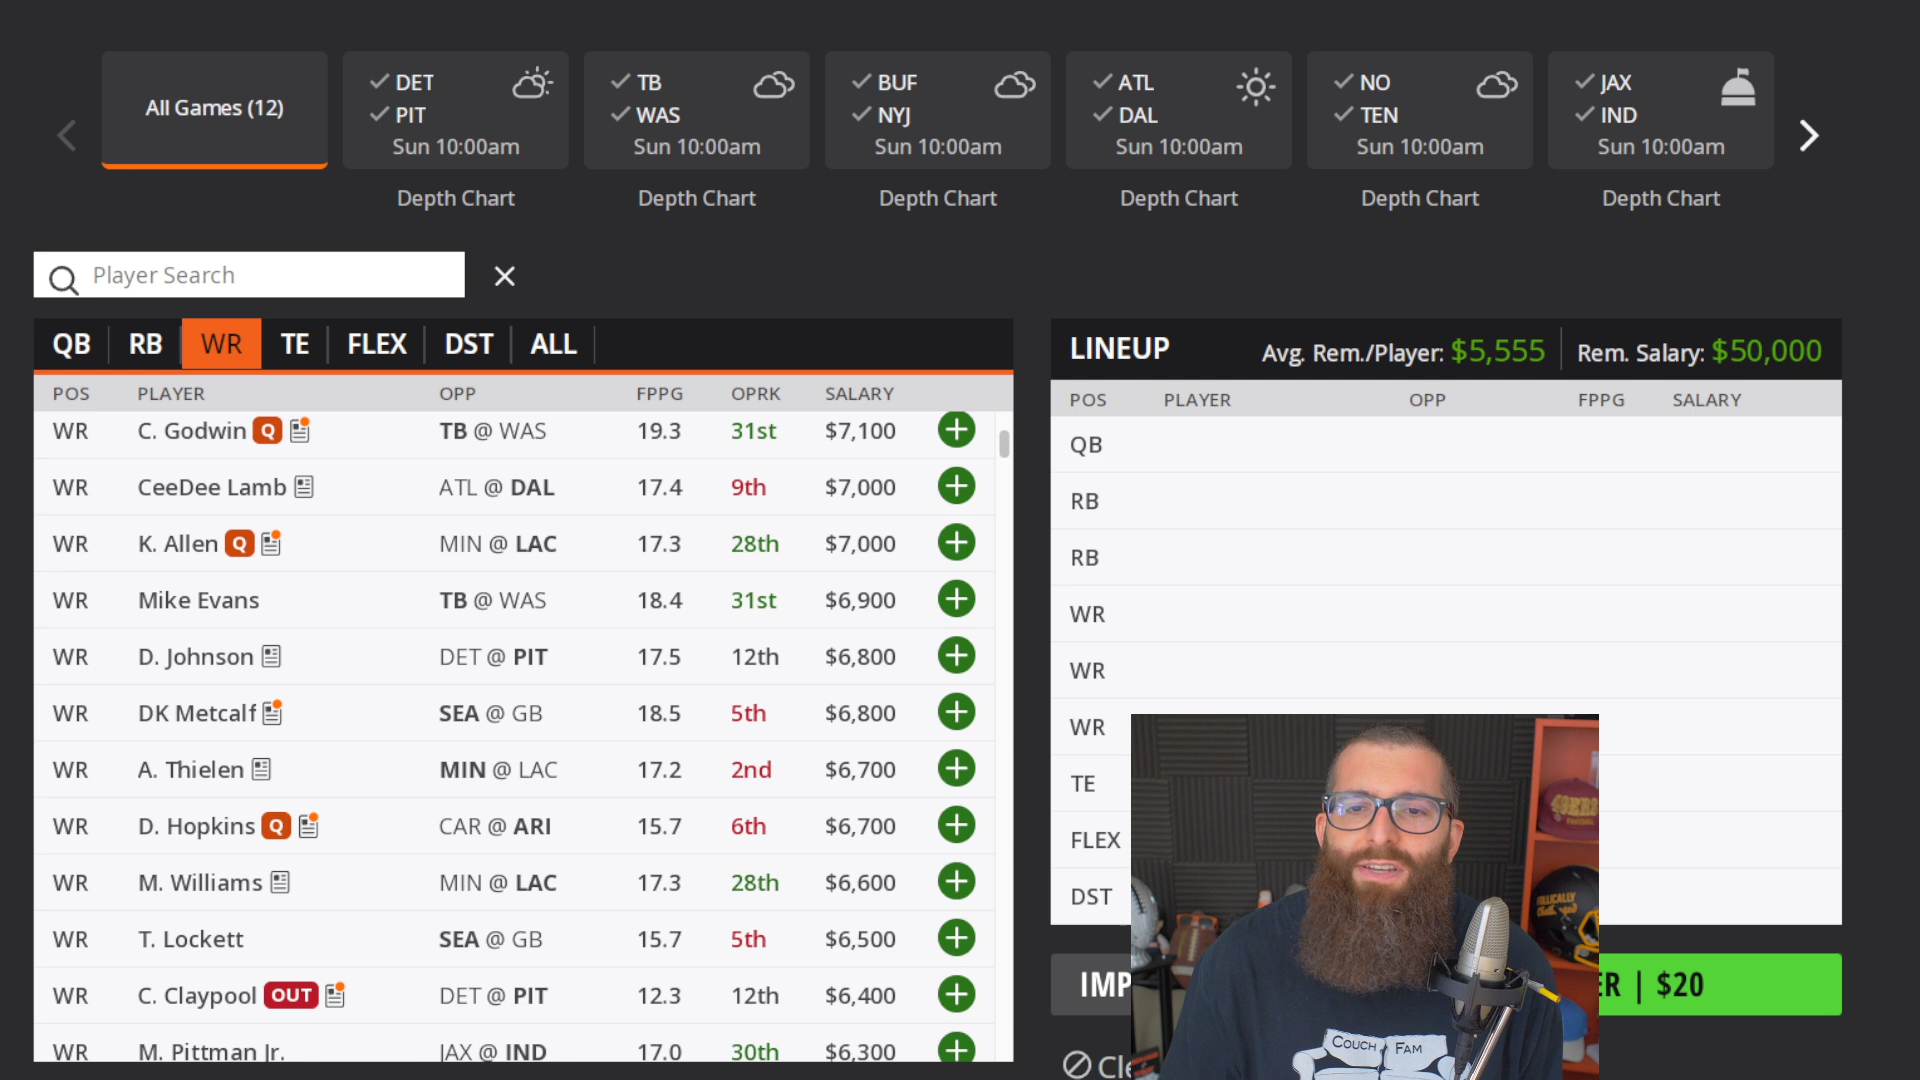 All Games (12)
DET
PIT
Sun 10:00am
Depth Chart
TB
WAS
Sun 10:00am
Depth Chart
BUF
NYJ
Sun 10:00am
Depth Chart
ATL
DAL
Sun 10:00am
Depth Chart
NO
TEN
Sun 10:00am
Depth Chart
JAX
IND
Sun 10:00am
Depth Chart
Player Search
QB RB WR TE FLEX DST ALL
POS PLAYER OPP FPPG OPRK SALARY
WR C. Godwin Q TB @ WAS 19.3 31st $7,100
WR CeeDee Lamb ATL @ DAL 17.4 9th $7,000
WR K. Allen Q MIN @ LAC 17.3 28th $7,000
WR Mike Evans TB @ WAS 18.4 31st $6,900
WR D. Johnson DET @ PIT 17.5 12th $6,800
WR DK Metcalf SEA @ GB 18.5 5th $6,800
WR A. Thielen MIN @ LAC 17.2 2nd $6,700
WR D. Hopkins Q CAR @ ARI 15.7 6th $6,700
WR M. Williams MIN @ LAC 17.3 28th $6,600
WR T. Lockett SEA @ GB 15.7 5th $6,500
WR C. Claypool OUT DET @ PIT 12.3 12th $6,400
WR M. Pittman Jr. JAX @ IND 17.0 30th $6,300
LINEUP Avg. Rem./Player: $5,555 Rem. Salary: $50,000
POS PLAYER OPP FPPG SALARY
QB
RB
RB
WR
WR
WR
TE
FLEX
DST
IMP
ER | $20
Cle
49ERS
FOOTBALL
COUCH FAM